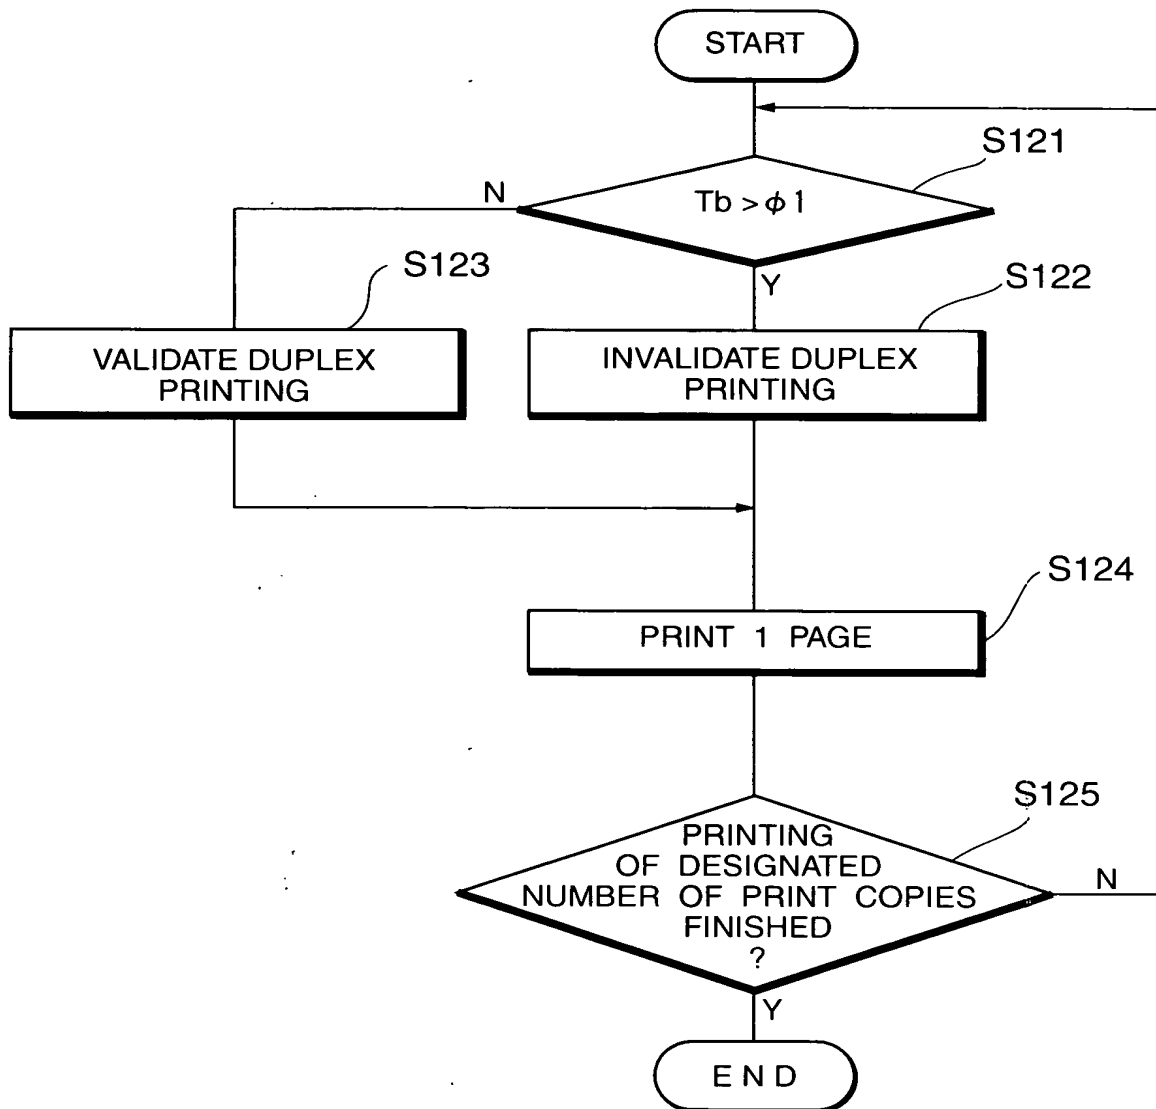 START
S121
Tb > φ 1
N
Y
S123
S122
VALIDATE DUPLEX
PRINTING
INVALIDATE DUPLEX
PRINTING
S124
PRINT 1 PAGE
S125
PRINTING
OF DESIGNATED
NUMBER OF PRINT COPIES
FINISHED
?
N
Y
END